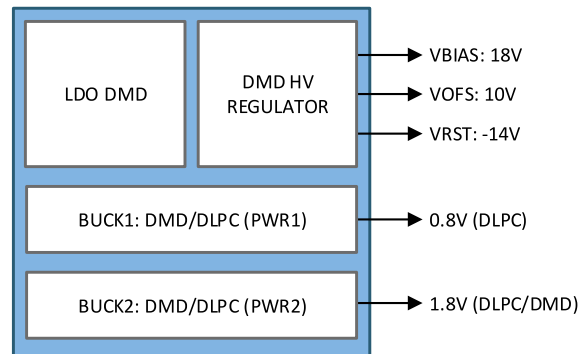 LDO DMD
DMD HV
REGULATOR
VBIAS: 18V
VOFS: 10V
VRST: -14V
BUCK1: DMD/DLPC (PWR1)
0.8V (DLPC)
BUCK2: DMD/DLPC (PWR2)
1.8V (DLPC/DMD)